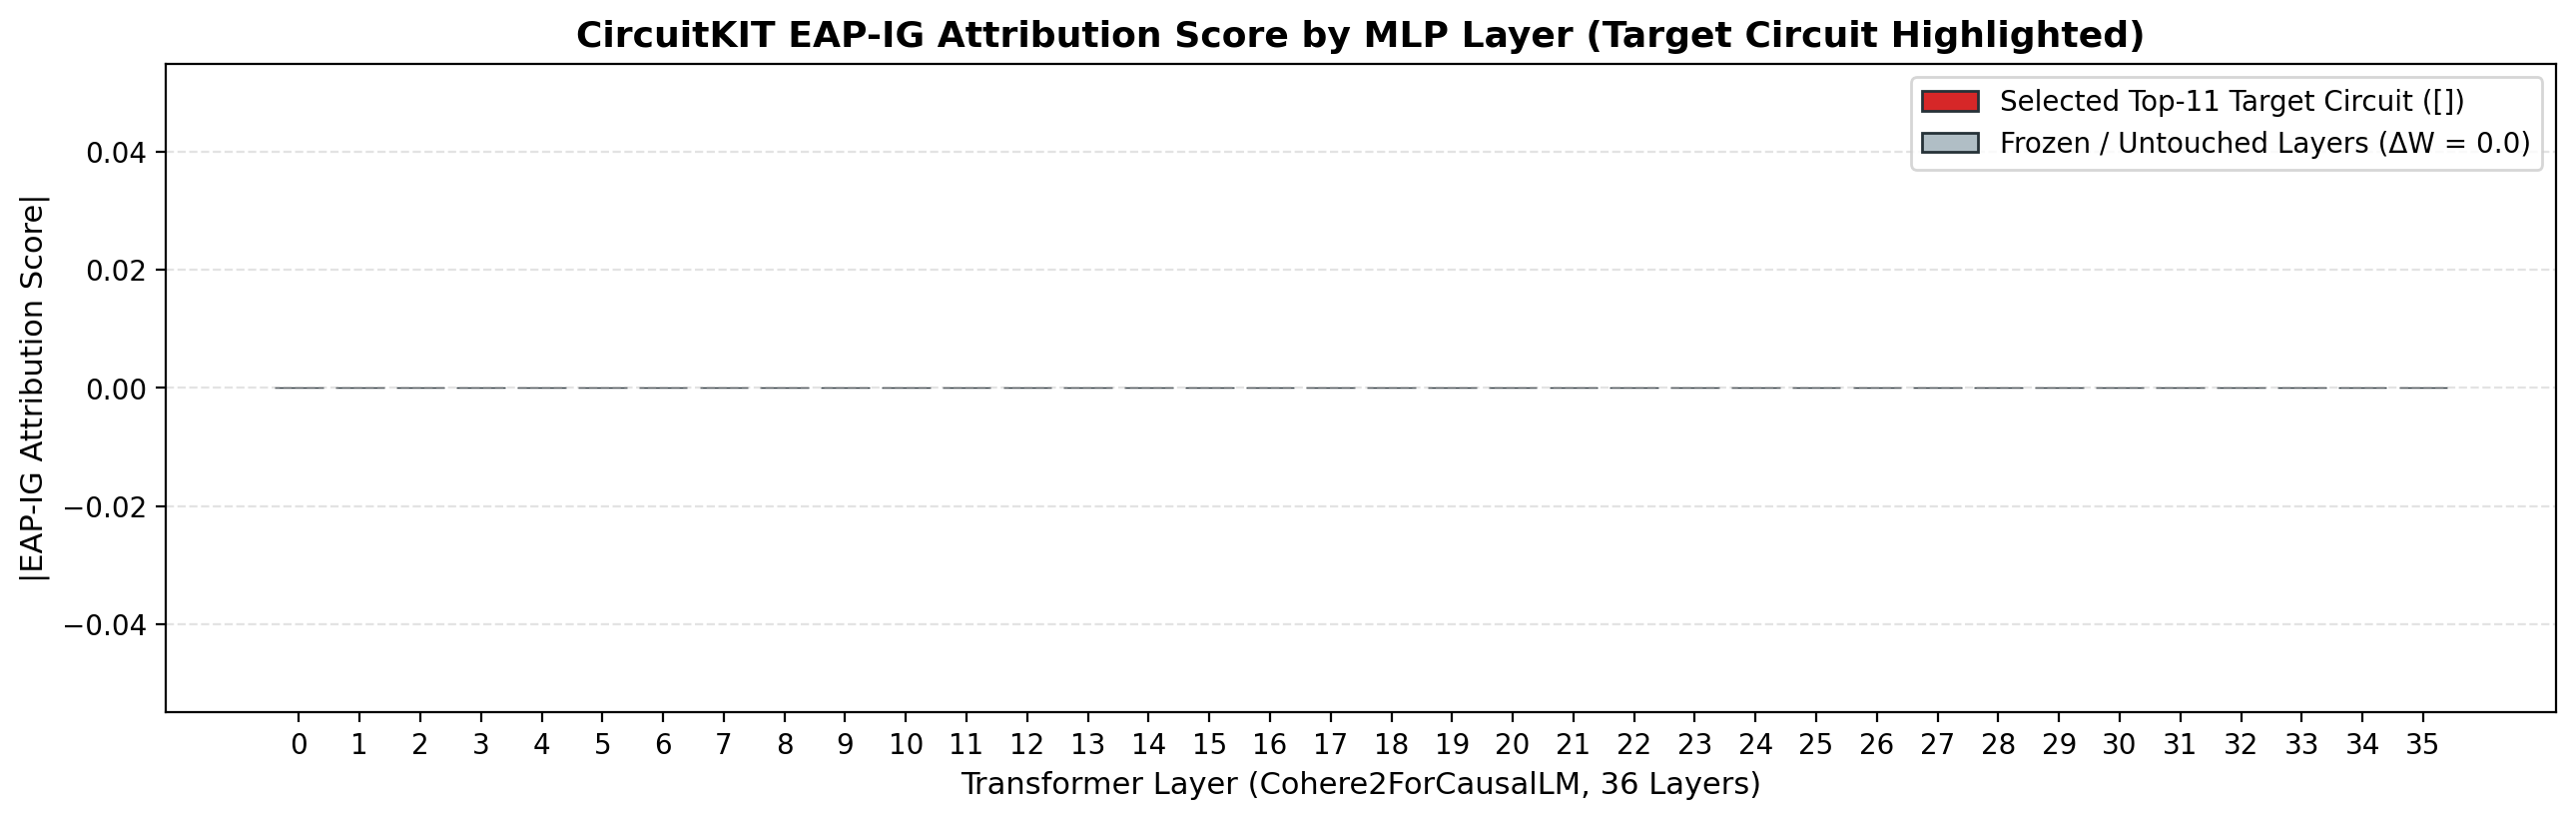 CircuitKIT EAP-IG Attribution Score by MLP Layer (Target Circuit Highlighted)
Selected Top-11 Target Circuit ([])
Frozen / Untouched Layers (ΔW = 0.0)
|EAP-IG Attribution Score|
0.04
0.02
0.00
−0.02
−0.04
0 1 2 3 4 5 6 7 8 9 10 11 12 13 14 15 16 17 18 19 20 21 22 23 24 25 26 27 28 29 30 31 32 33 34 35
Transformer Layer (Cohere2ForCausalLM, 36 Layers)